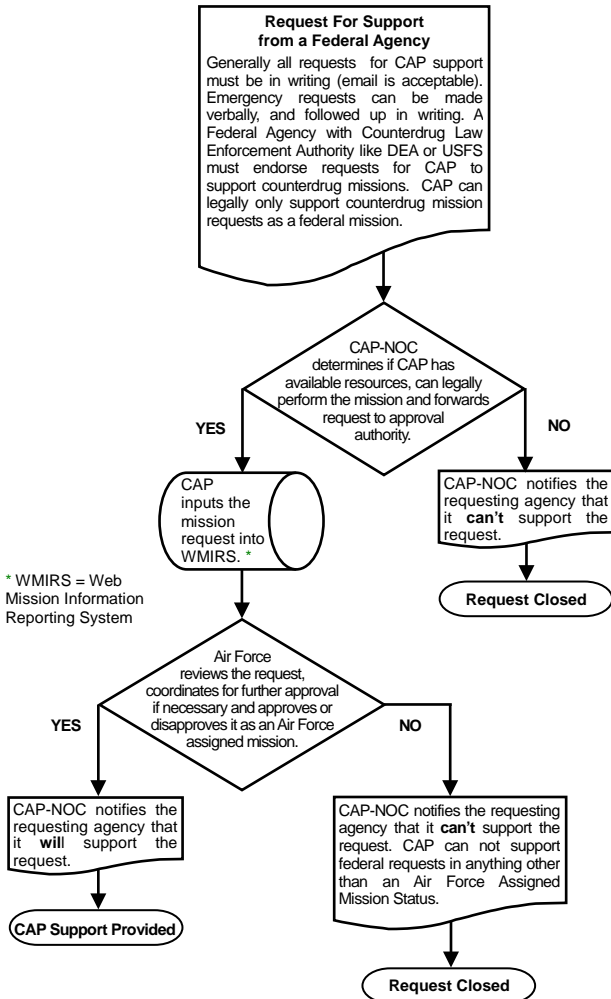 Request For Support
from a Federal Agency
Generally all requests for CAP support
must be in writing (email is acceptable).
Emergency requests can be made
verbally, and followed up in writing. A
Federal Agency with Counterdrug Law
Enforcement Authority like DEA or USFS
must endorse requests for CAP to
support counterdrug missions. CAP can
legally only support counterdrug mission
requests as a federal mission.
CAP-NOC
determines if CAP has
available resources, can legally
perform the mission and forwards
request to approval
authority.
YES
NO
CAP
inputs the
mission
request into
WMIRS. *
CAP-NOC notifies the
requesting agency that
it can't support the
request.
* WMIRS = Web
Mission Information
Reporting System
Request Closed
Air Force
reviews the request,
coordinates for further approval
if necessary and approves or
disapproves it as an Air Force
assigned mission.
YES
NO
CAP-NOC notifies the
requesting agency that
it will support the
request.
CAP-NOC notifies the requesting
agency that it can't support the
request. CAP can not support
federal requests in anything other
than an Air Force Assigned
Mission Status.
CAP Support Provided
Request Closed